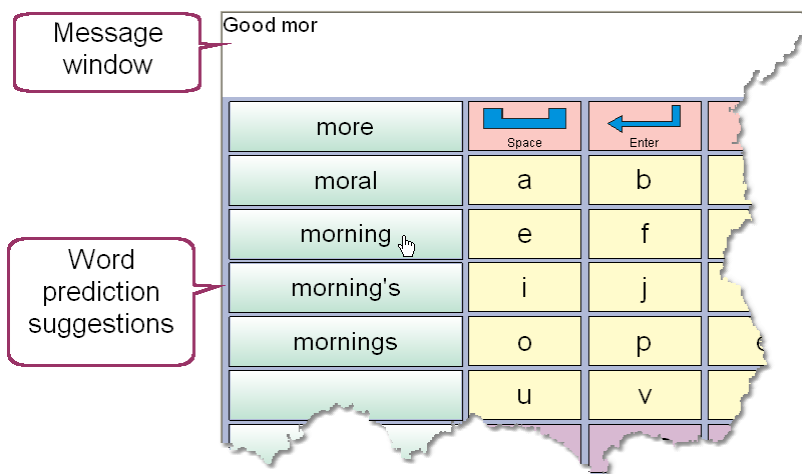 Message
window
Good mor
more
Space
Enter
moral
a
b
morning
e
f
Word
prediction
suggestions
morning's
i
j
mornings
o
p
u
v